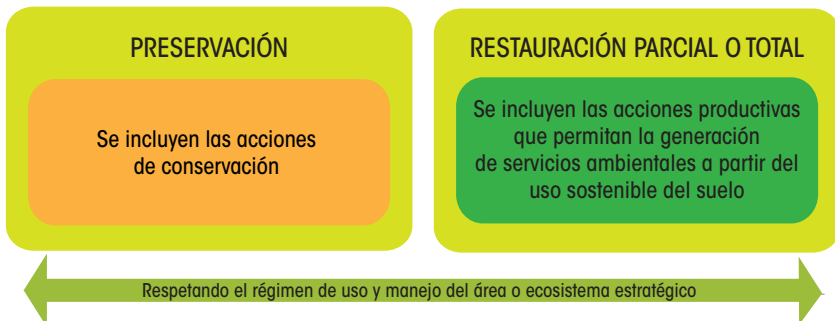 PRESERVACIÓN
Se incluyen las acciones
de conservación
RESTAURACIÓN PARCIAL O TOTAL
Se incluyen las acciones productivas
que permitan la generación
de servicios ambientales a partir del
uso sostenible del suelo
Respetando el régimen de uso y manejo del área o ecosistema estratégico